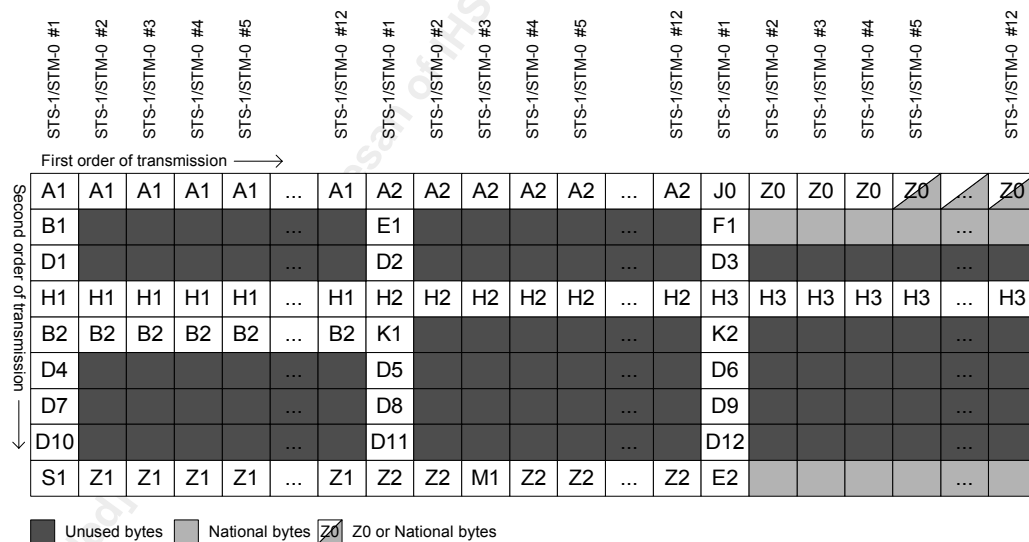 STS-1/STM-0 #1 STS-1/STM-0 #2 STS-1/STM-0 #3 STS-1/STM-0 #4 STS-1/STM-0 #5 STS-1/STM-0 #12 STS-1/STM-0 #1 STS-1/STM-0 #2 STS-1/STM-0 #3 STS-1/STM-0 #4 STS-1/STM-0 #5 STS-1/STM-0 #12 STS-1/STM-0 #1 STS-1/STM-0 #2 STS-1/STM-0 #3 STS-1/STM-0 #4 STS-1/STM-0 #5 STS-1/STM-0 #12
First order of transmission
Second order of transmission
A1 A1 A1 A1 A1 ... A1 A2 A2 A2 A2 A2 ... A2 J0 Z0 Z0 Z0 Z0 ... Z0
B1 ... E1 ... F1 ...
D1 ... D2 ... D3 ...
H1 H1 H1 H1 H1 ... H1 H2 H2 H2 H2 H2 ... H2 H3 H3 H3 H3 ... H3
B2 B2 B2 B2 B2 ... B2 K1 ... K2 ...
D4 ... D5 ... D6 ...
D7 ... D8 ... D9 ...
D10 ... D11 ... D12 ...
S1 Z1 Z1 Z1 Z1 ... Z1 Z2 Z2 M1 Z2 Z2 ... Z2 E2 ...
Unused bytes National bytes Z0 Z0 or National bytes